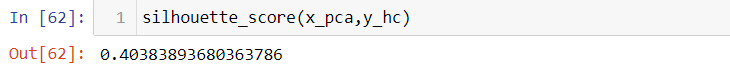 In [62]: 1 silhouette_score(x_pca,y_hc)
Out[62]: 0.40383893680363786